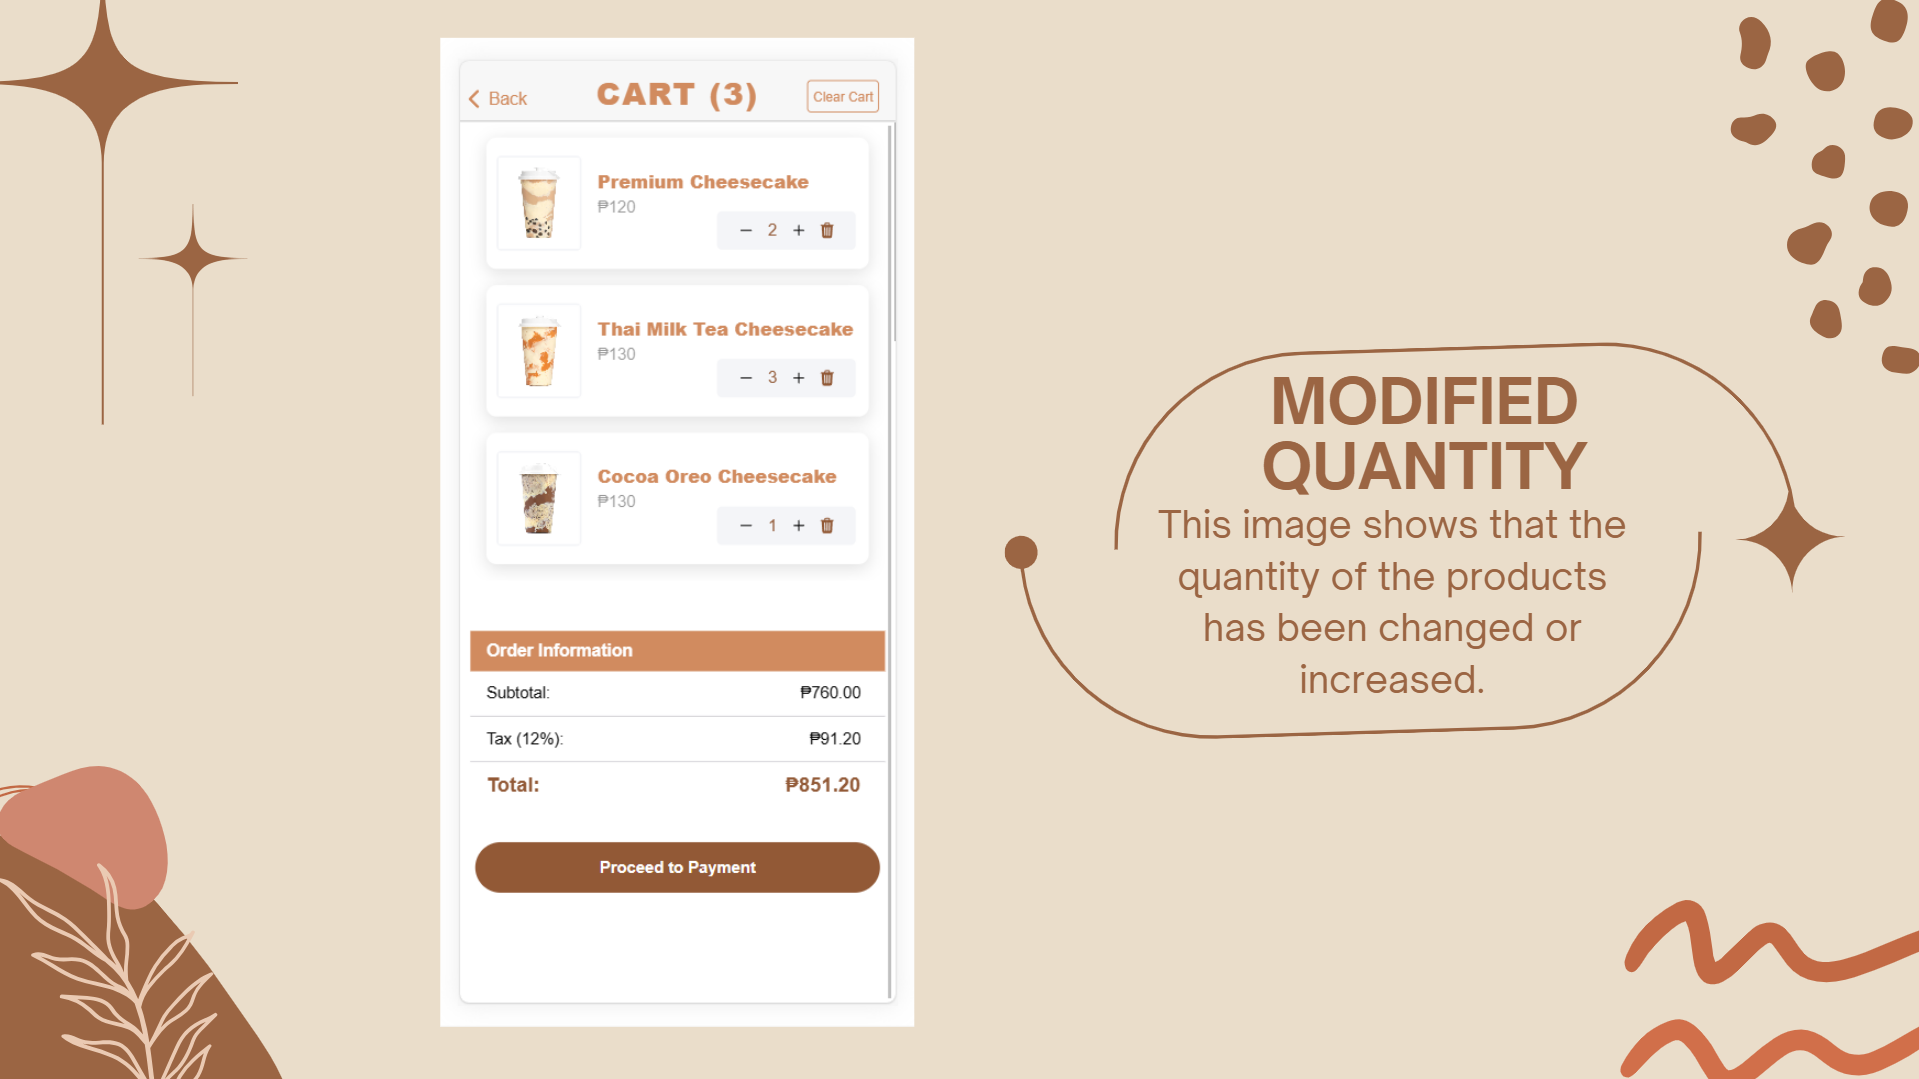 Back
CART (3)
Clear Cart
Premium Cheesecake
₱120
− 2 +
Thai Milk Tea Cheesecake
₱130
− 3 +
Cocoa Oreo Cheesecake
₱130
− 1 +
Order Information
Subtotal: ₱760.00
Tax (12%): ₱91.20
Total: ₱851.20
Proceed to Payment
MODIFIED
QUANTITY
This image shows that the
quantity of the products
has been changed or
increased.